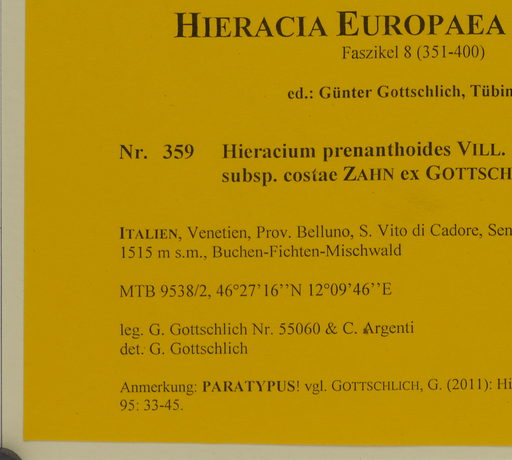 HIERACIA EUROPAEA
Faszikel 8 (351-400)
ed.: Günter Gottschlich, Tübin
Nr. 359 Hieracium prenanthoides VILL.
subsp. costae ZAHN ex GOTTSCH
ITALIEN, Venetien, Prov. Belluno, S. Vito di Cadore, Sen
1515 m s.m., Buchen-Fichten-Mischwald
MTB 9538/2, 46°27'16’’N 12°09'46’’E
leg. G. Gottschlich Nr. 55060 & C. Argenti
det. G. Gottschlich
Anmerkung: PARATYPUS! vgl. GOTTSCHLICH, G. (2011): Hi
95: 33-45.